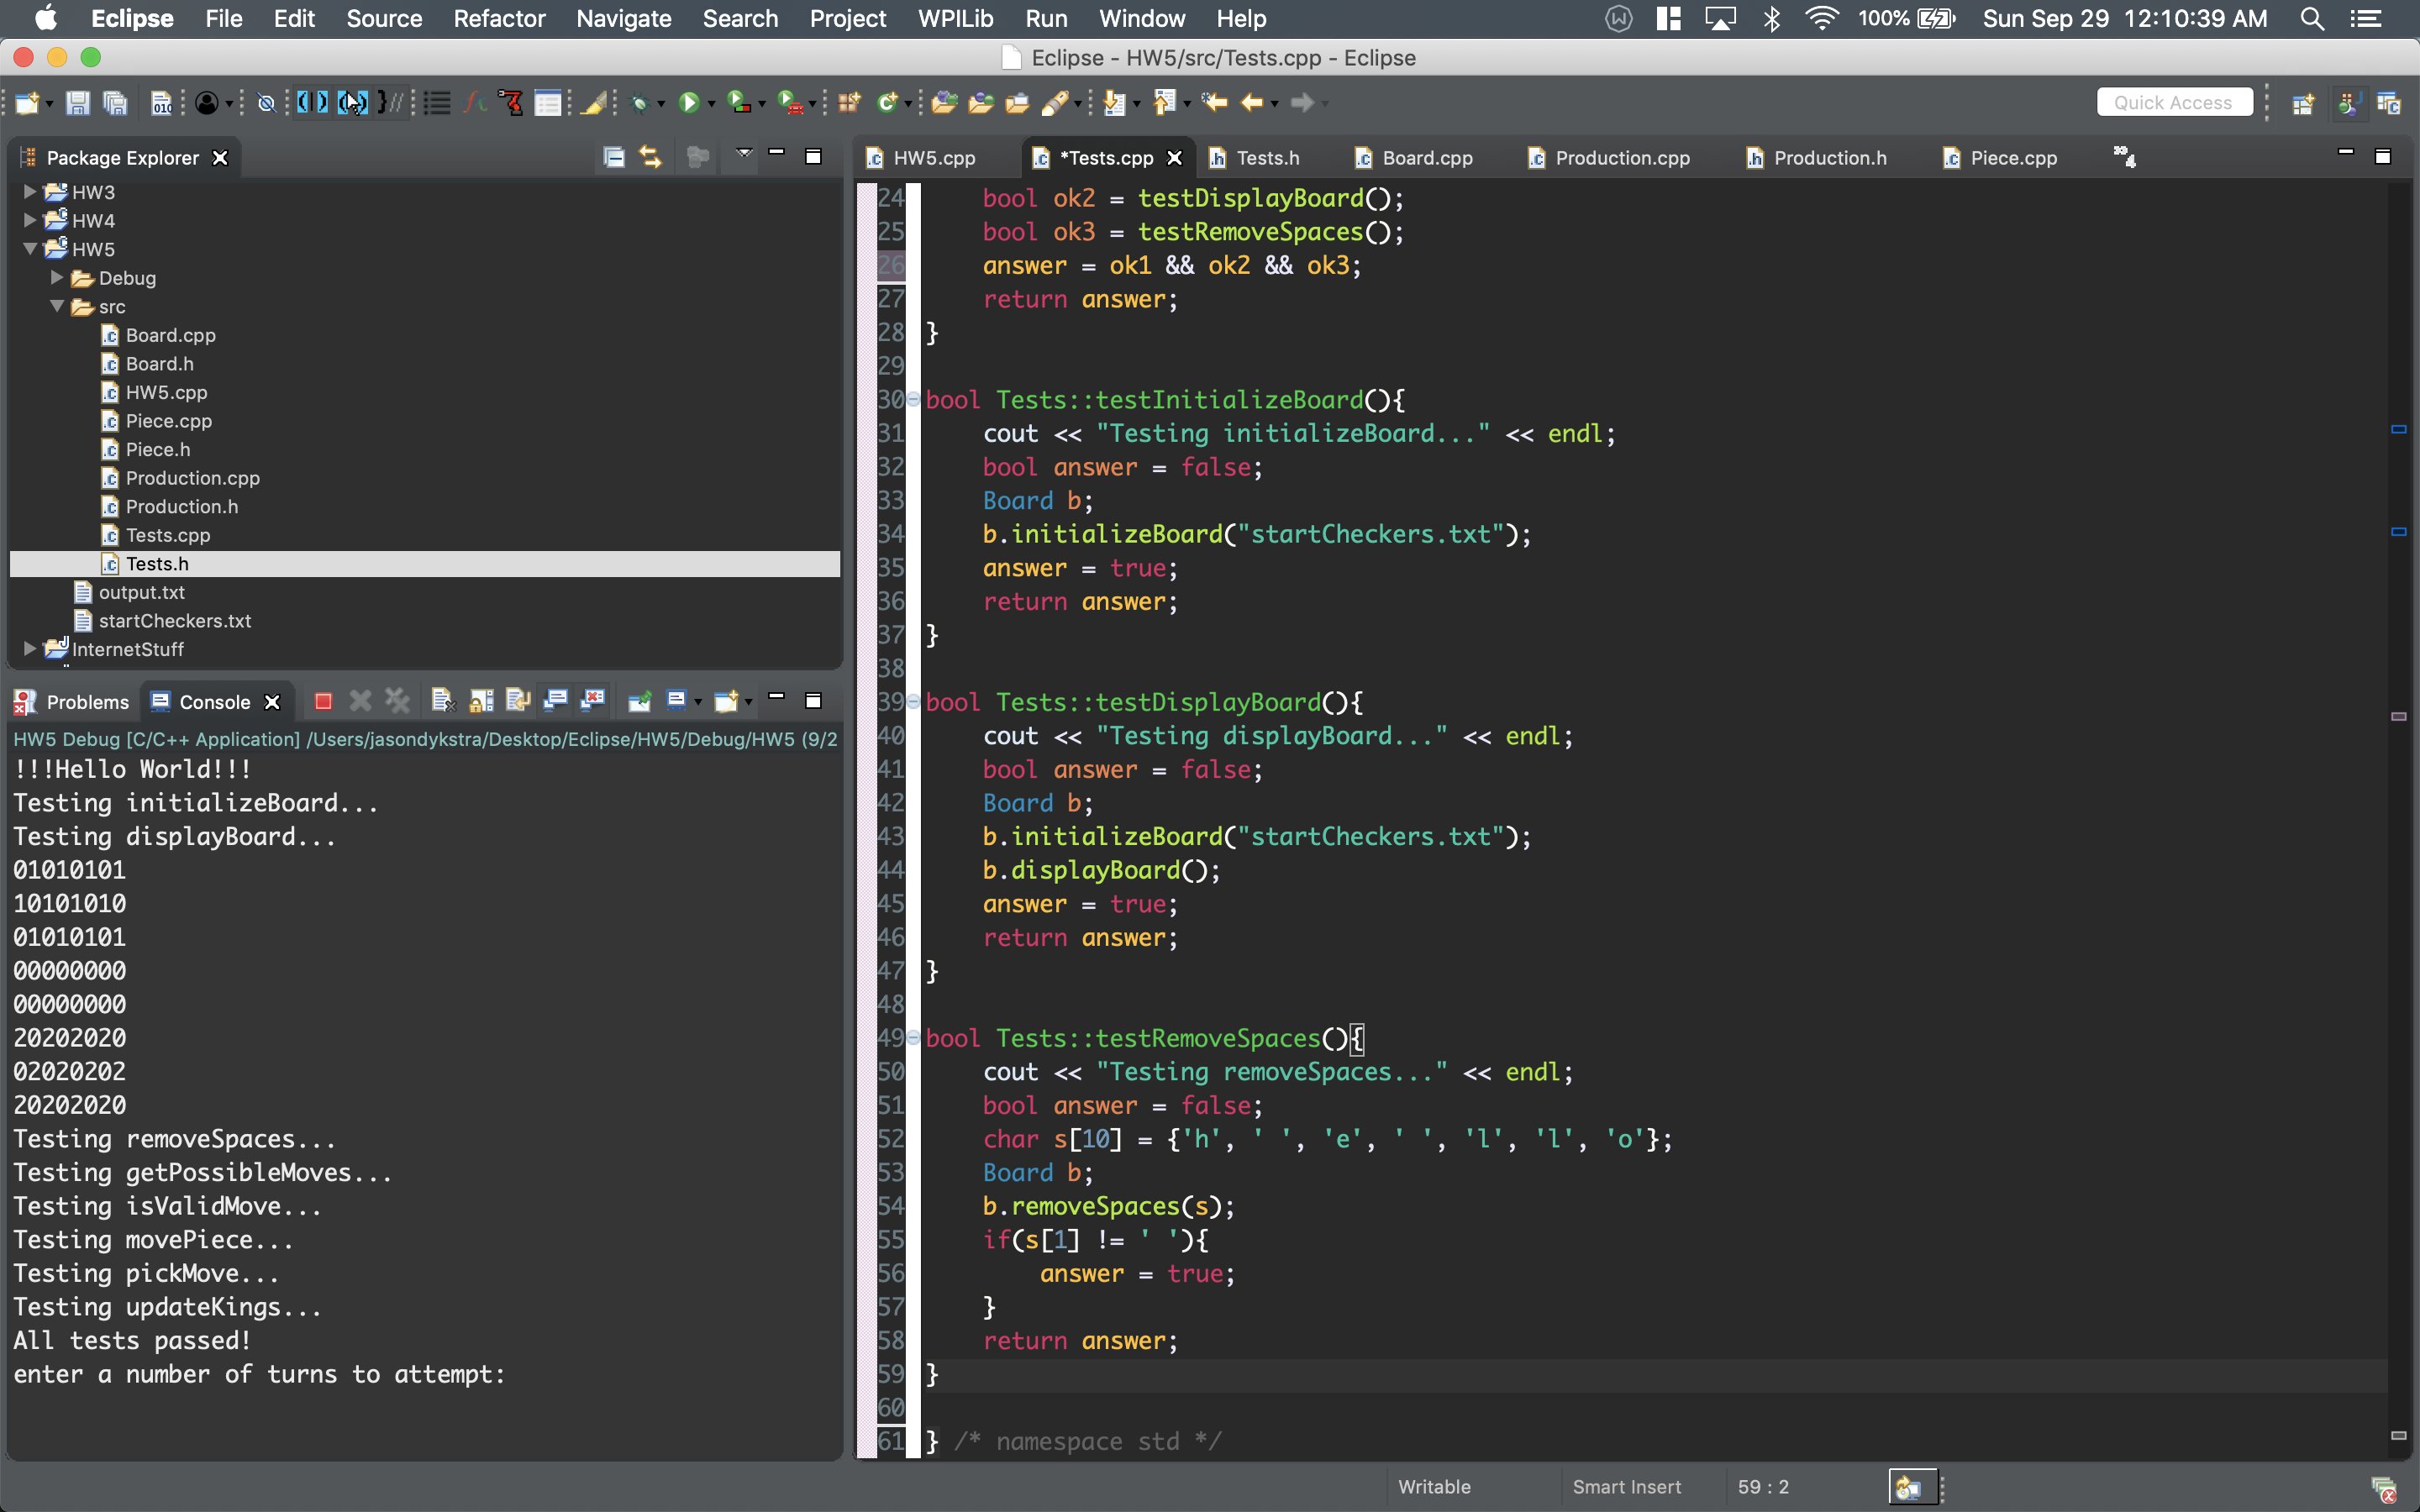 Eclipse File Edit Source Refactor Navigate Search Project WPILib Run Window Help 100% Sun Sep 29 12:10:39 AM
Eclipse - HW5/src/Tests.cpp - Eclipse
Quick Access
Package Explorer
HW3
HW4
HW5
Debug
src
Board.cpp
Board.h
HW5.cpp
Piece.cpp
Piece.h
Production.cpp
Production.h
Tests.cpp
Tests.h
output.txt
startCheckers.txt
InternetStuff
Problems Console
HW5 Debug [C/C++ Application] /Users/jasondykstra/Desktop/Eclipse/HW5/Debug/HW5 (9/2
!!!Hello World!!!
Testing initializeBoard...
Testing displayBoard...
01010101
10101010
01010101
00000000
00000000
20202020
02020202
20202020
Testing removeSpaces...
Testing getPossibleMoves...
Testing isValidMove...
Testing movePiece...
Testing pickMove...
Testing updateKings...
All tests passed!
enter a number of turns to attempt:
HW5.cpp *Tests.cpp Tests.h Board.cpp Production.cpp Production.h Piece.cpp 4
24 bool ok2 = testDisplayBoard();
25 bool ok3 = testRemoveSpaces();
26 answer = ok1 && ok2 && ok3;
27 return answer;
28 }
29
30 bool Tests::testInitializeBoard(){
31 cout << "Testing initializeBoard..." << endl;
32 bool answer = false;
33 Board b;
34 b.initializeBoard("startCheckers.txt");
35 answer = true;
36 return answer;
37 }
38
39 bool Tests::testDisplayBoard(){
40 cout << "Testing displayBoard..." << endl;
41 bool answer = false;
42 Board b;
43 b.initializeBoard("startCheckers.txt");
44 b.displayBoard();
45 answer = true;
46 return answer;
47 }
48
49 bool Tests::testRemoveSpaces(){
50 cout << "Testing removeSpaces..." << endl;
51 bool answer = false;
52 char s[10] = {'h', ' ', 'e', ' ', 'l', 'l', 'o'};
53 Board b;
54 b.removeSpaces(s);
55 if(s[1] != ' '){
56 answer = true;
57 }
58 return answer;
59 }
60
61 } /* namespace std */
Writable Smart Insert 59 : 2